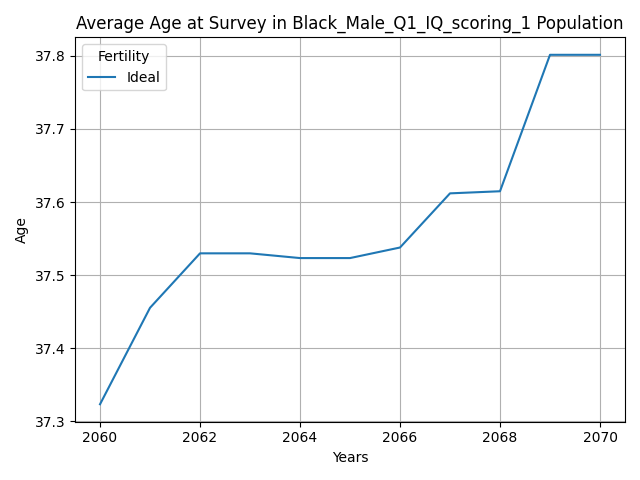 Average Age at Survey in Black_Male_Q1_IQ_scoring_1 Population
Fertility
Ideal
37.8
37.7
37.6
37.5
37.4
37.3
Age
2060
2062
2064
2066
2068
2070
Years